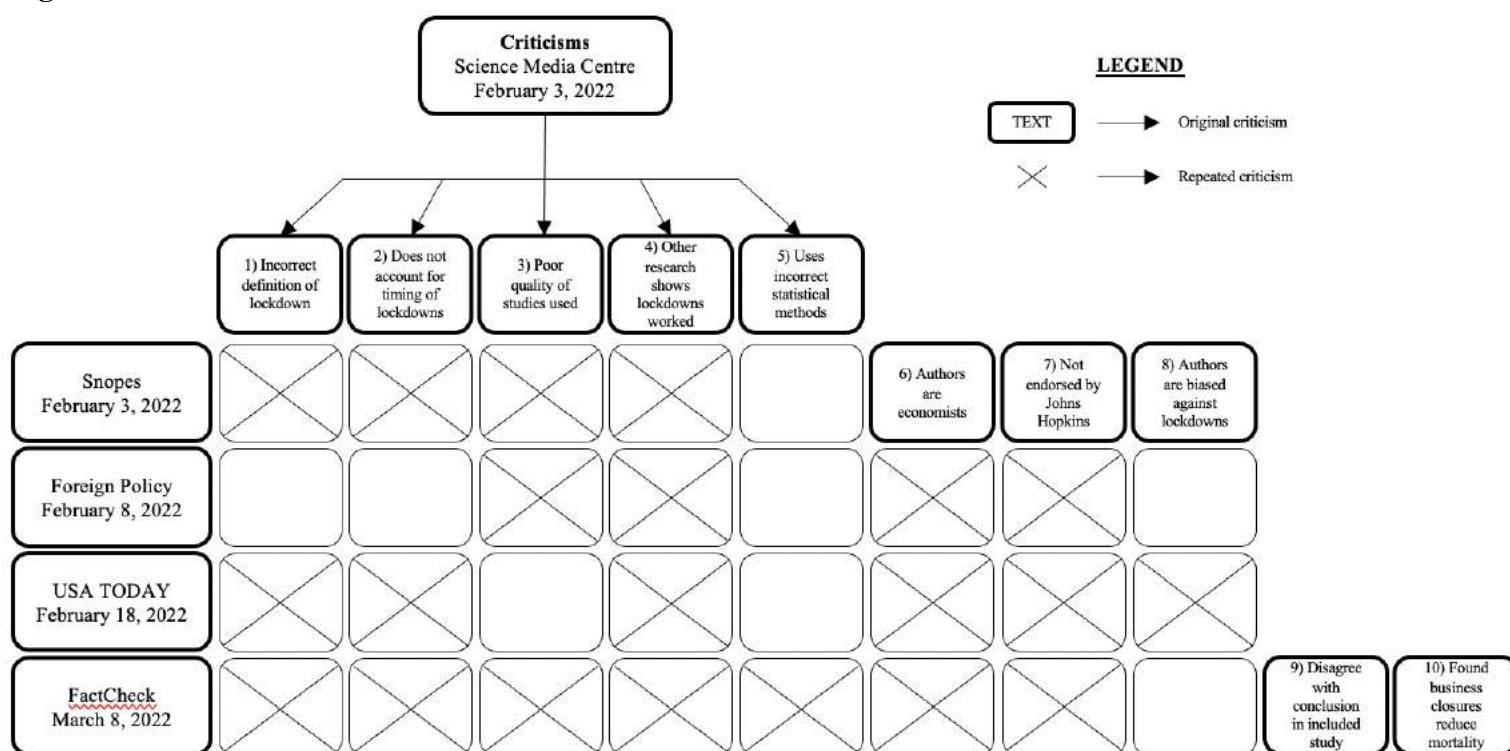 Criticisms
Science Media Centre
February 3, 2022
LEGEND
TEXT
Original criticism
Repeated criticism
1) Incorrect
definition of
lockdown
2) Does not
account for
timing of
lockdowns
3) Poor
quality of
studies used
4) Other
research
shows
lockdowns
worked
5) Uses
incorrect
statistical
methods
Snopes
February 3, 2022
6) Authors
are
economists
7) Not
endorsed by
Johns
Hopkins
8) Authors
are biased
against
lockdowns
Foreign Policy
February 8, 2022
USA TODAY
February 18, 2022
FactCheck
March 8, 2022
9) Disagree
with
conclusion
in included
study
10) Found
business
closures
reduce
mortality